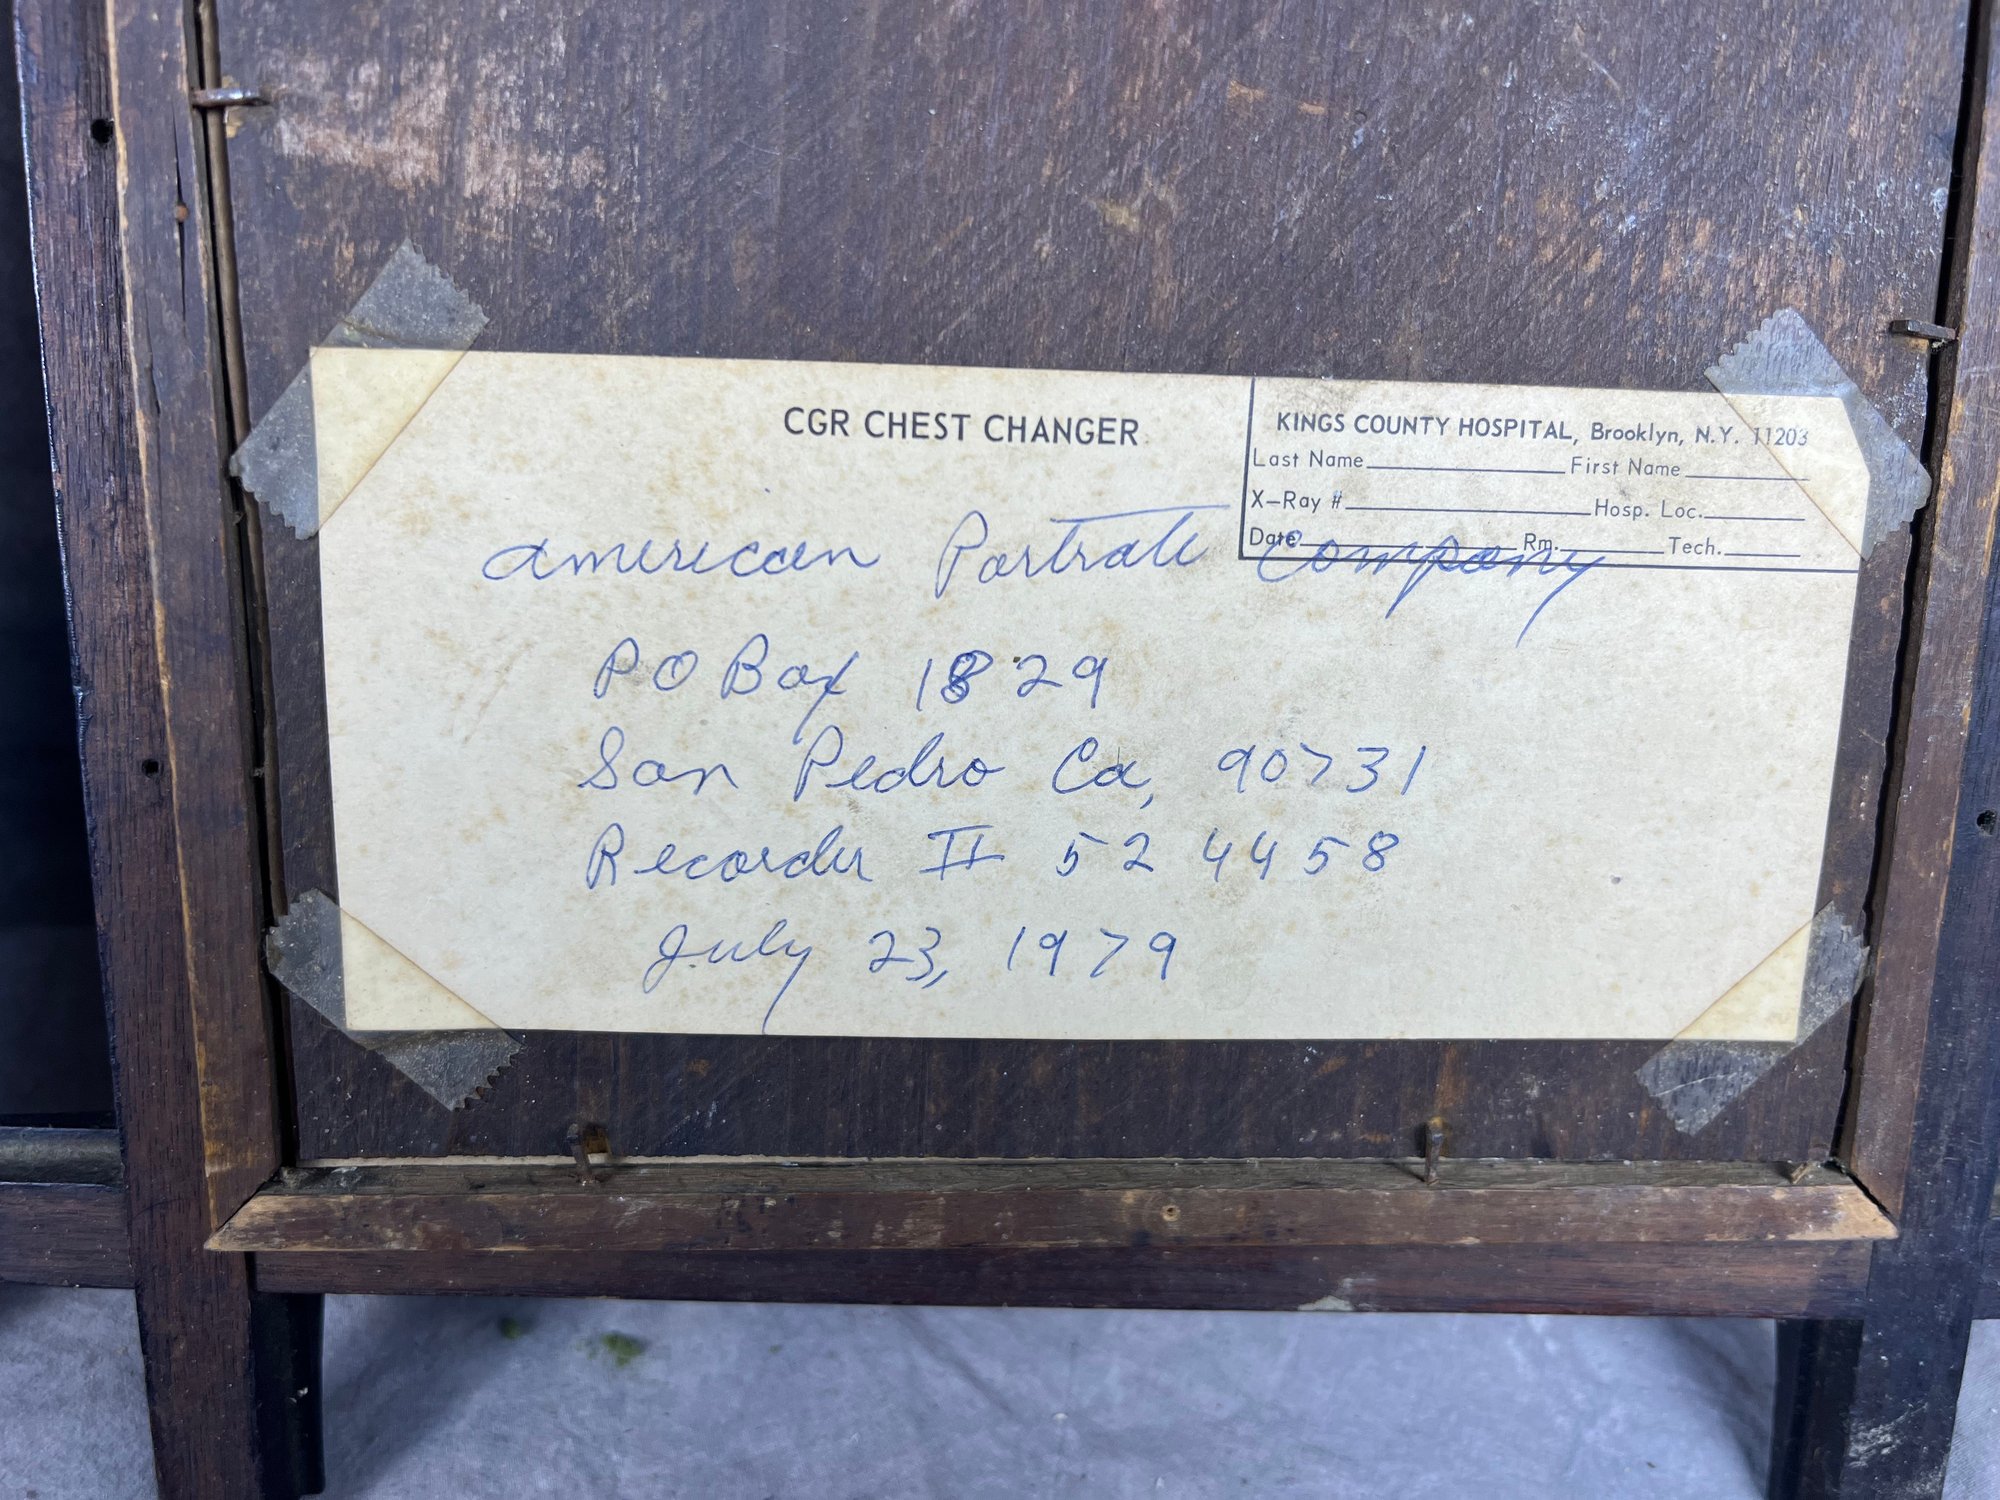 CGR CHEST CHANGER
KINGS COUNTY HOSPITAL, Brooklyn, N.Y. 11203
Last Name First Name
X-Ray # Hosp. Loc.
Date Rm. Tech.
american Portrate Company
PO Box 1829
San Pedro Ca, 90731
Recorder II 52 4458
July 23, 1979